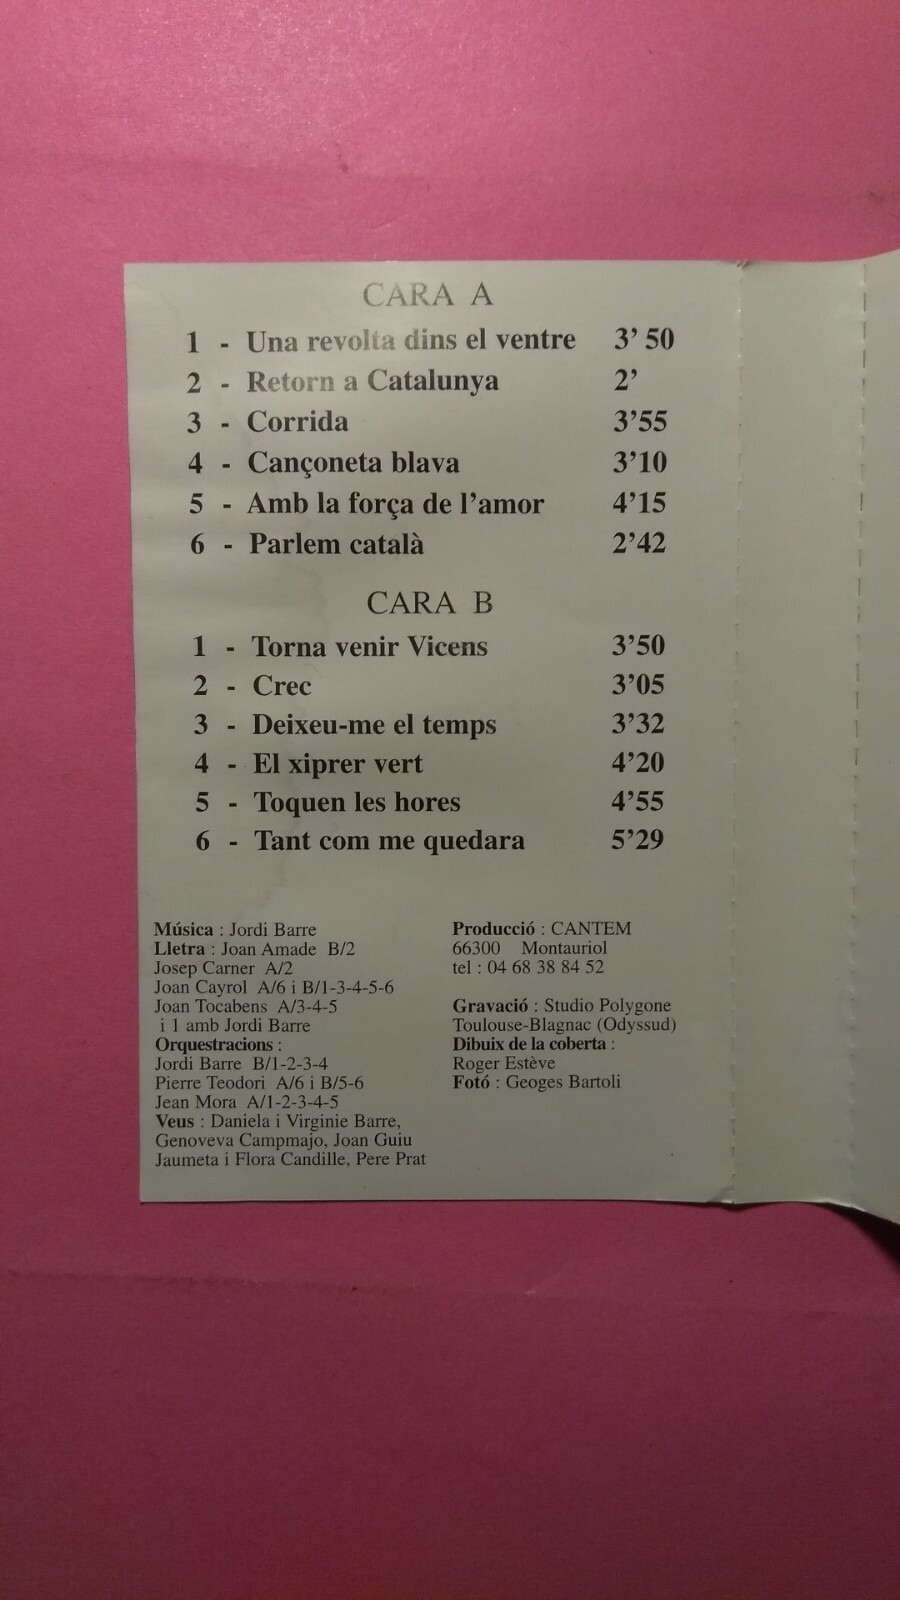 CARA A
1 - Una revolta dins el ventre 3' 50
2 - Retorn a Catalunya 2'
3 - Corrida 3'55
4 - Cançoneta blava 3'10
5 - Amb la força de l'amor 4'15
6 - Parlem català 2'42
CARA B
1 - Torna venir Vicens 3'50
2 - Crec 3'05
3 - Deixeu-me el temps 3'32
4 - El xiprer vert 4'20
5 - Toquen les hores 4'55
6 - Tant com me quedara 5'29
Música : Jordi Barre
Lletra : Joan Amade B/2
Josep Carner A/2
Joan Cayrol A/6 i B/1-3-4-5-6
Joan Tocabens A/3-4-5
i 1 amb Jordi Barre
Orquestracions :
Jordi Barre B/1-2-3-4
Pierre Teodori A/6 i B/5-6
Jean Mora A/1-2-3-4-5
Veus : Daniela i Virginie Barre,
Genoveva Campmajo, Joan Guiu
Jaumeta i Flora Candille, Pere Prat
Producció : CANTEM
66300 Montauriol
tel : 04 68 38 84 52
Gravació : Studio Polygone
Toulouse-Blagnac (Odyssud)
Dibuix de la coberta :
Roger Estève
Fotó : Geoges Bartoli